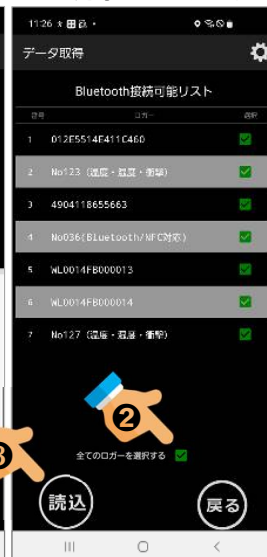 11:26
データ取得
Bluetooth接続可能リスト
番号 ロガー 選択
1 012E5514E411C460
2 No123 (温度・湿度・衝撃)
3 4904118655663
4 No036(Bluetooth/NFC対応)
5 WL0014FB000013
6 WL0014FB000014
7 No127 (温度・湿度・衝撃)
2
全てのロガーを選択する
3
読込
戻る